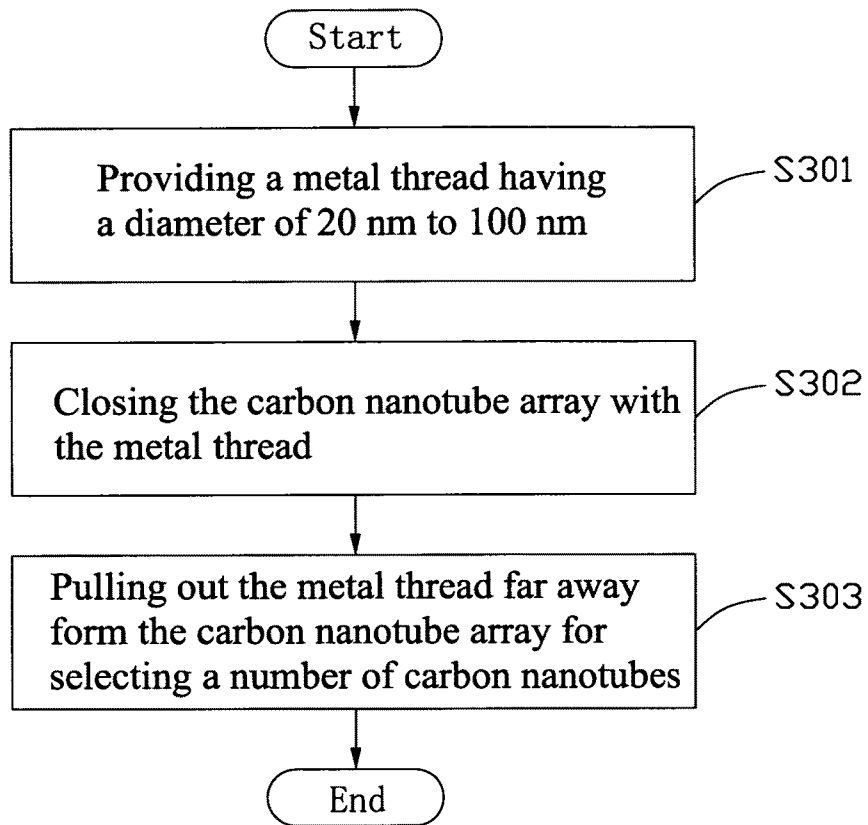 Start
Providing a metal thread having
a diameter of 20 nm to 100 nm
S301
Closing the carbon nanotube array with
the metal thread
S302
Pulling out the metal thread far away
form the carbon nanotube array for
selecting a number of carbon nanotubes
S303
End